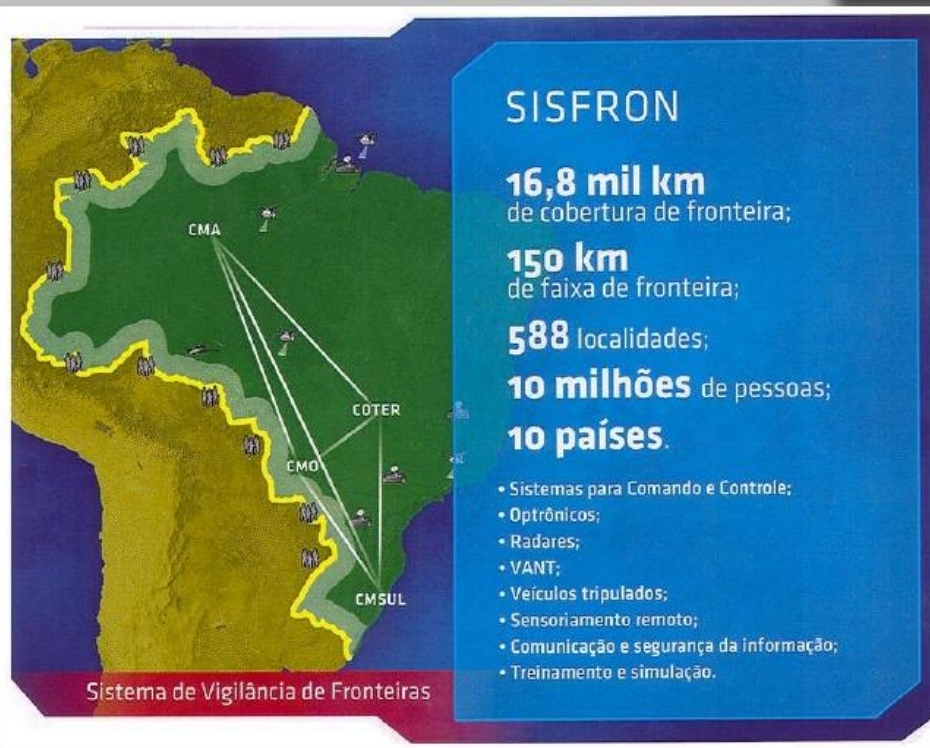 CMA
COTER
CMO
CMSUL
Sistema de Vigilância de Fronteiras
SISFRON
16,8 mil km
de cobertura de fronteira;
150 km
de faixa de fronteira;
588 localidades;
10 milhões de pessoas;
10 países.
• Sistemas para Comando e Controle;
• Optrônicos;
• Radares;
• VANT;
• Veículos tripulados;
• Sensoriamento remoto;
• Comunicação e segurança da informação;
• Treinamento e simulação.